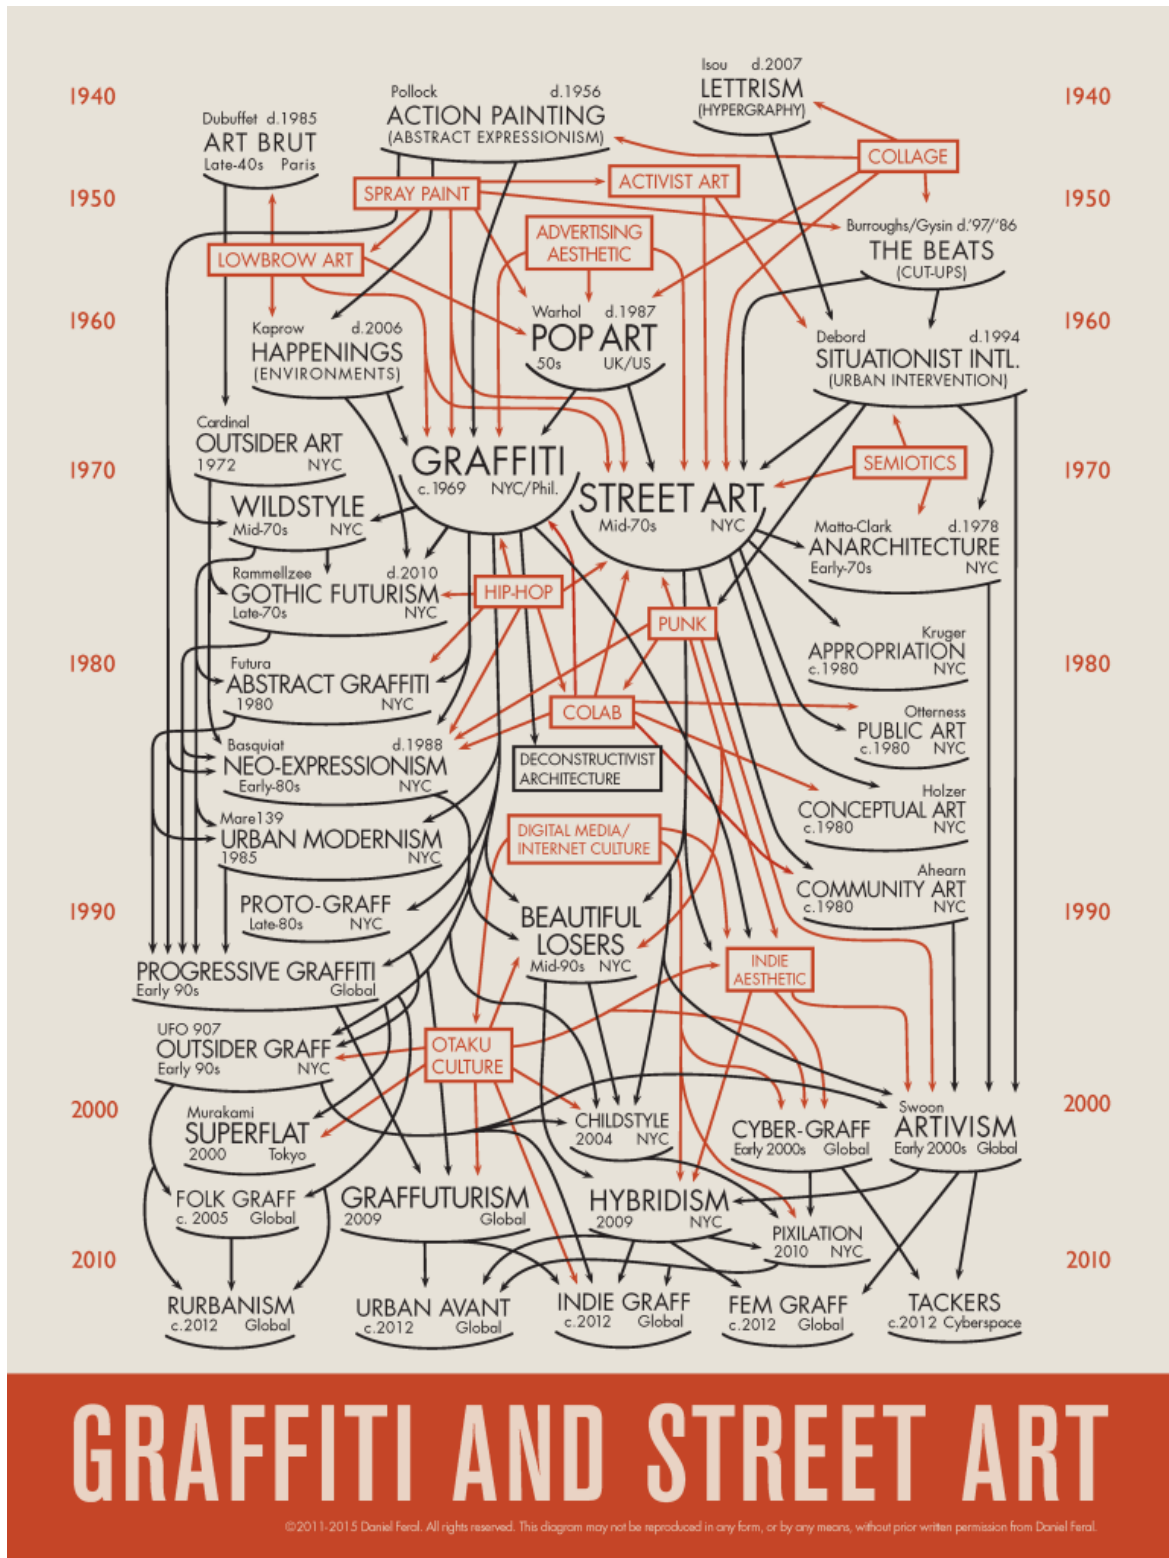 1940
1940
Isou d.2007
LETTRISM
(HYPERGRAPHY)
Pollock d.1956
ACTION PAINTING
(ABSTRACT EXPRESSIONISM)
Dubuffet d.1985
ART BRUT
Late-40s Paris
COLLAGE
SPRAY PAINT
ACTIVIST ART
1950
1950
ADVERTISING
AESTHETIC
Burroughs/Gysin d.'97/'86
THE BEATS
(CUT-UPS)
LOWBROW ART
1960
1960
Kaprow d.2006
HAPPENINGS
(ENVIRONMENTS)
Warhol d.1987
POP ART
50s UK/US
Debord d.1994
SITUATIONIST INTL.
(URBAN INTERVENTION)
Cardinal
OUTSIDER ART
1972 NYC
1970
1970
GRAFFITI
c.1969 NYC/Phil.
SEMIOTICS
STREET ART
Mid-70s NYC
WILDSTYLE
Mid-70s NYC
Matta-Clark d.1978
ANARCHITECTURE
Early-70s NYC
Rammellzee d.2010
GOTHIC FUTURISM
Late-70s NYC
HIP-HOP
PUNK
Kruger
APPROPRIATION
c.1980 NYC
1980
1980
Futura
ABSTRACT GRAFFITI
1980 NYC
COLAB
Otterness
PUBLIC ART
c.1980 NYC
Basquiat d.1988
NEO-EXPRESSIONISM
Early-80s NYC
DECONSTRUCTIVIST
ARCHITECTURE
Holzer
CONCEPTUAL ART
c.1980 NYC
Mare139
URBAN MODERNISM
1985 NYC
DIGITAL MEDIA/
INTERNET CULTURE
Ahearn
COMMUNITY ART
c.1980 NYC
1990
1990
PROTO-GRAFF
Late-80s NYC
BEAUTIFUL
LOSERS
Mid-90s NYC
PROGRESSIVE GRAFFITI
Early 90s Global
INDIE
AESTHETIC
UFO 907
OUTSIDER GRAFF
Early 90s NYC
OTAKU
CULTURE
2000
2000
Murakami
SUPERFLAT
2000 Tokyo
CHILDSTYLE
2004 NYC
CYBER-GRAFF
Early 2000s Global
Swoon
ARTIVISM
Early 2000s Global
FOLK GRAFF
c. 2005 Global
GRAFFUTURISM
2009 Global
HYBRIDISM
2009 NYC
PIXILATION
2010 NYC
2010
2010
RURBANISM
c.2012 Global
URBAN AVANT
c.2012 Global
INDIE GRAFF
c.2012 Global
FEM GRAFF
c.2012 Global
TACKERS
c.2012 Cyberspace
GRAFFITI AND STREET ART
©2011-2015 Daniel Feral. All rights reserved. This diagram may not be reproduced in any form, or by any means, without prior written permission from Daniel Feral.